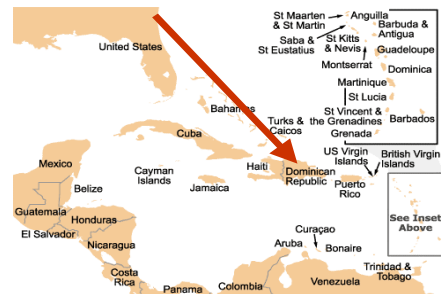 St Maarten
& St Martin
Anguilla
Saba &
St Eustatius
St Kitts
& Nevis
Barbuda &
Antigua
Guadeloupe
Montserrat
Dominica
Martinique
St Lucia
St Vincent &
the Grenadines
Barbados
Grenada
United States
Bahamas
Turks &
Caicos
Cuba
US Virgin
Islands
British Virgin
Islands
Mexico
Cayman
Islands
Haiti
Dominican
Republic
Belize
Jamaica
Puerto
Rico
Guatemala
Honduras
See Inset
Above
El Salvador
Nicaragua
Curaçao
Aruba
Bonaire
Costa
Rica
Trinidad &
Tobago
Panama
Colombia
Venezuela